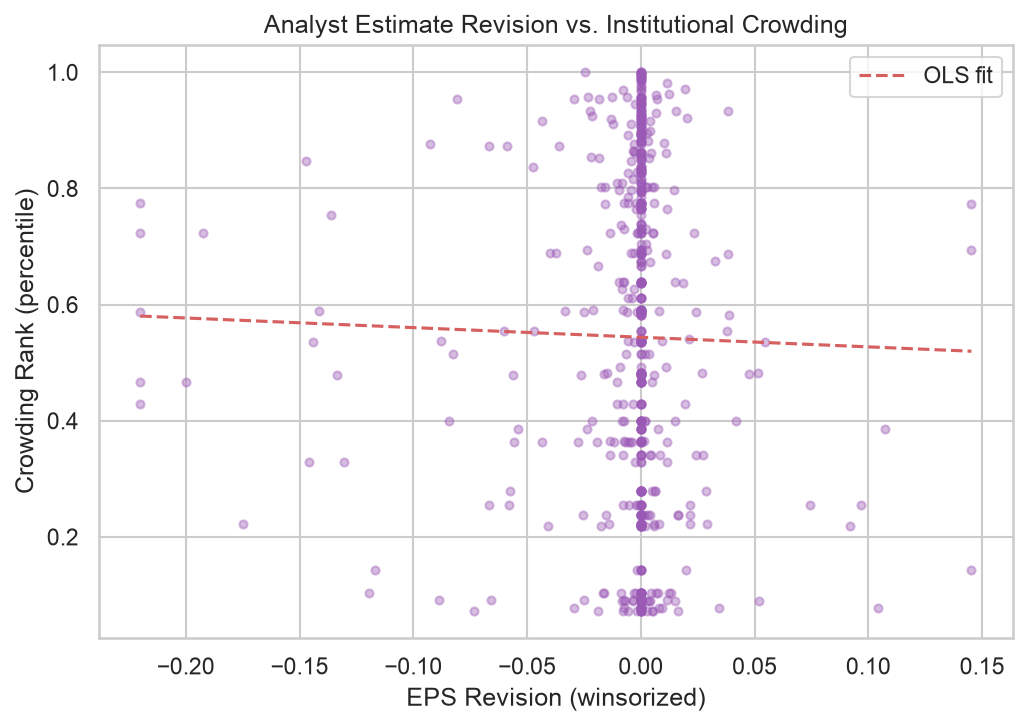 Analyst Estimate Revision vs. Institutional Crowding
OLS fit
Crowding Rank (percentile)
1.0
0.8
0.6
0.4
0.2
−0.20 −0.15 −0.10 −0.05 0.00 0.05 0.10 0.15
EPS Revision (winsorized)